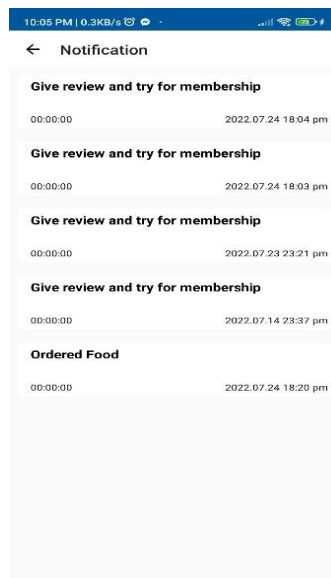 10:05 PM | 0.3KB/s
Notification
Give review and try for membership
00:00:00 2022.07.24 18:04 pm
Give review and try for membership
00:00:00 2022.07.24 18:03 pm
Give review and try for membership
00:00:00 2022.07.23 23:21 pm
Give review and try for membership
00:00:00 2022.07.14 23:37 pm
Ordered Food
00:00:00 2022.07.24 18:20 pm